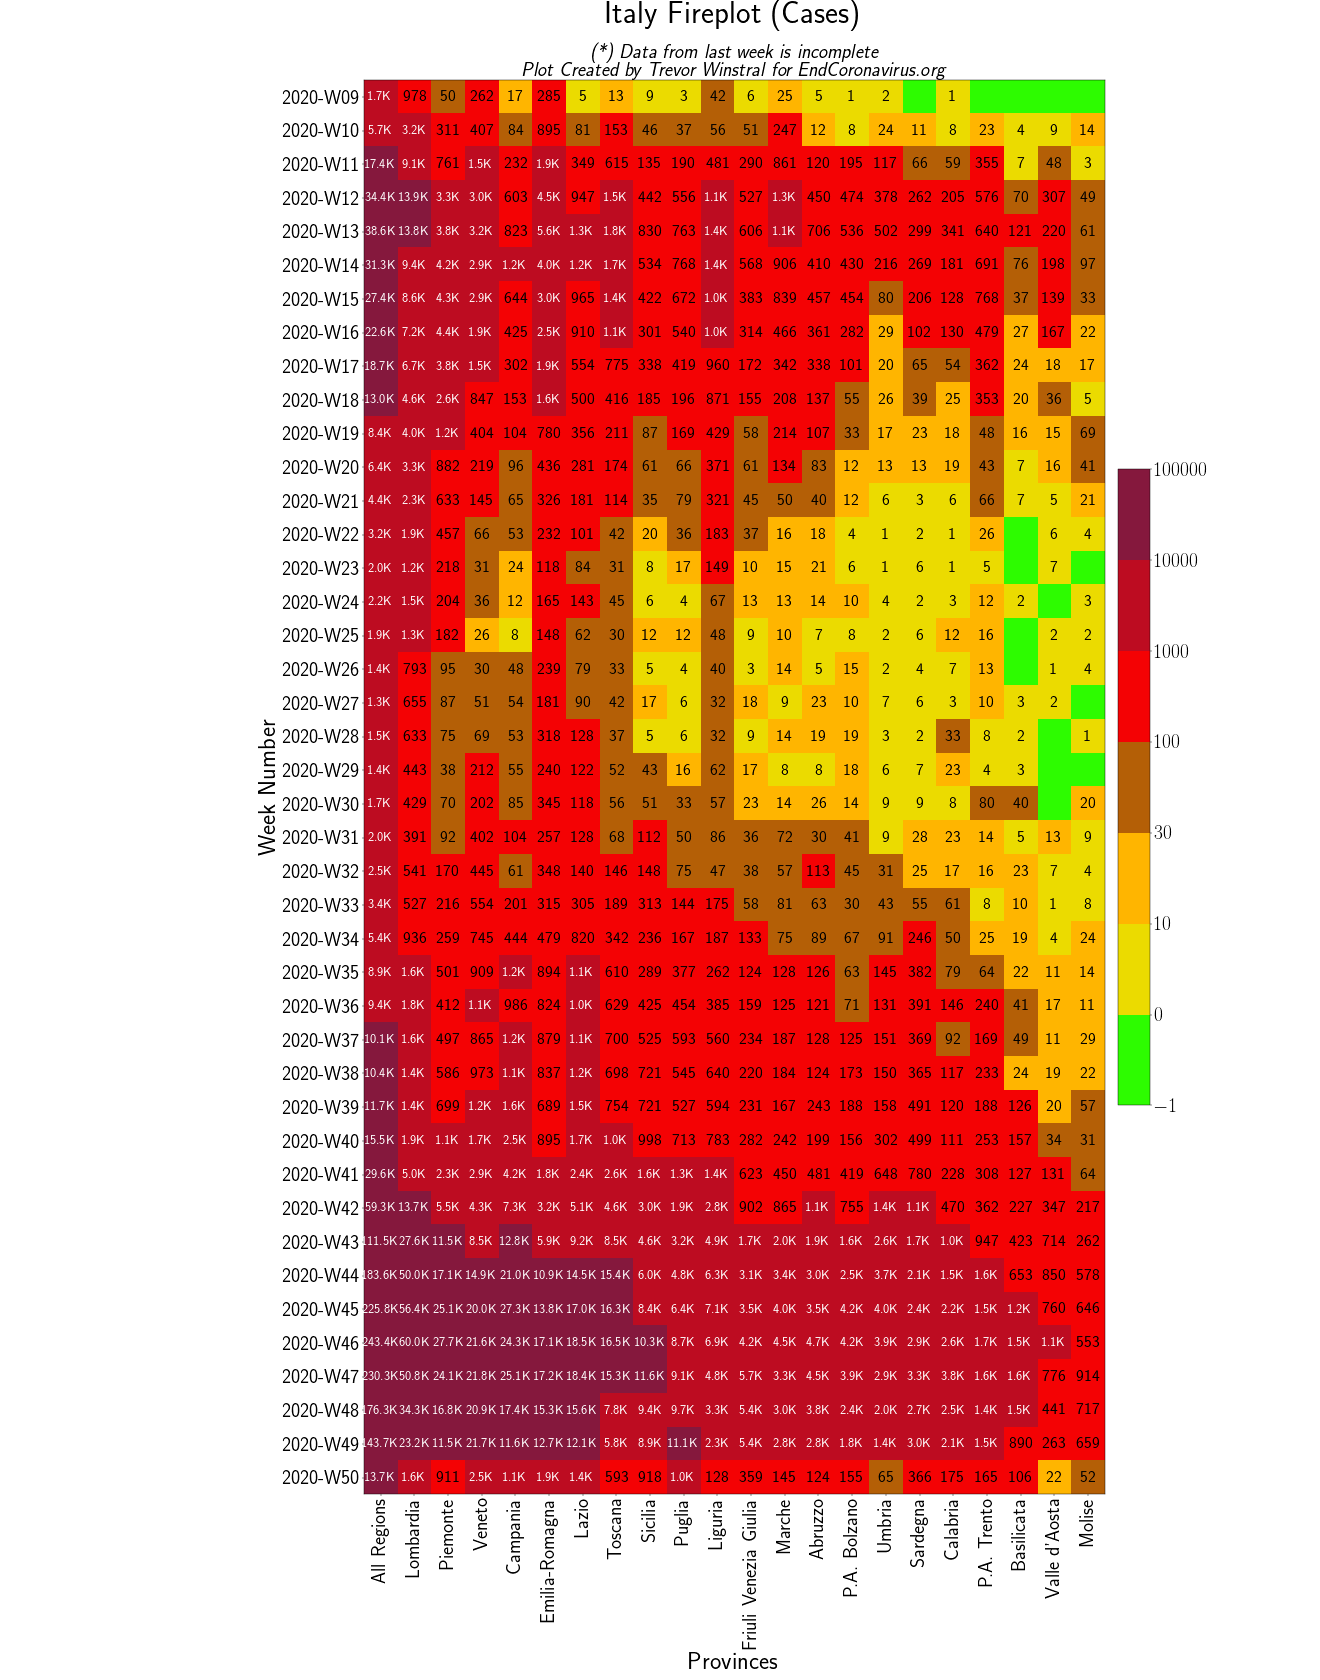 Italy Fireplot (Cases)
(*) Data from last week is incomplete
Plot Created by Trevor Winstral for EndCoronavirus.org
2020-W09 1.7K 978 50 262 17 285 5 13 9 3 42 6 25 5 1 2 1
2020-W10 5.7K 3.2K 311 407 84 895 81 153 46 37 56 51 247 12 8 24 11 8 23 4 9 14
2020-W11 17.4K 9.1K 761 1.5K 232 1.9K 349 615 135 190 481 290 861 120 195 117 66 59 355 7 48 3
2020-W12 34.4K 13.9K 3.3K 3.0K 603 4.5K 947 1.5K 442 556 1.1K 527 1.3K 450 474 378 262 205 576 70 307 49
2020-W13 38.6K 13.8K 3.8K 3.2K 823 5.6K 1.3K 1.8K 830 763 1.4K 606 1.1K 706 536 502 299 341 640 121 220 61
2020-W14 31.3K 9.4K 4.2K 2.9K 1.2K 4.0K 1.2K 1.7K 534 768 1.4K 568 906 410 430 216 269 181 691 76 198 97
2020-W15 27.4K 8.6K 4.3K 2.9K 644 3.0K 965 1.4K 422 672 1.0K 383 839 457 454 80 206 128 768 37 139 33
2020-W16 22.6K 7.2K 4.4K 1.9K 425 2.5K 910 1.1K 301 540 1.0K 314 466 361 282 29 102 130 479 27 167 22
2020-W17 18.7K 6.7K 3.8K 1.5K 302 1.9K 554 775 338 419 960 172 342 338 101 20 65 54 362 24 18 17
2020-W18 13.0K 4.6K 2.6K 847 153 1.6K 500 416 185 196 871 155 208 137 55 26 39 25 353 20 36 5
2020-W19 8.4K 4.0K 1.2K 404 104 780 356 211 87 169 429 58 214 107 33 17 23 18 48 16 15 69
2020-W20 6.4K 3.3K 882 219 96 436 281 174 61 66 371 61 134 83 12 13 13 19 43 7 16 41
2020-W21 4.4K 2.3K 633 145 65 326 181 114 35 79 321 45 50 40 12 6 3 6 66 7 5 21
2020-W22 3.2K 1.9K 457 66 53 232 101 42 20 36 183 37 16 18 4 1 2 1 26 6 4
2020-W23 2.0K 1.2K 218 31 24 118 84 31 8 17 149 10 15 21 6 1 6 1 5 7
2020-W24 2.2K 1.5K 204 36 12 165 143 45 6 4 67 13 13 14 10 4 2 3 12 2 3
2020-W25 1.9K 1.3K 182 26 8 148 62 30 12 12 48 9 10 7 8 2 6 12 16 2 2
2020-W26 1.4K 793 95 30 48 239 79 33 5 4 40 3 14 5 15 2 4 7 13 1 4
2020-W27 1.3K 655 87 51 54 181 90 42 17 6 32 18 9 23 10 7 6 3 10 3 2
2020-W28 1.5K 633 75 69 53 318 128 37 5 6 32 9 14 19 19 3 2 33 8 2 1
2020-W29 1.4K 443 38 212 55 240 122 52 43 16 62 17 8 8 18 6 7 23 4 3
2020-W30 1.7K 429 70 202 85 345 118 56 51 33 57 23 14 26 14 9 9 8 80 40 20
2020-W31 2.0K 391 92 402 104 257 128 68 112 50 86 36 72 30 41 9 28 23 14 5 13 9
2020-W32 2.5K 541 170 445 61 348 140 146 148 75 47 38 57 113 45 31 25 17 16 23 7 4
2020-W33 3.4K 527 216 554 201 315 305 189 313 144 175 58 81 63 30 43 55 61 8 10 1 8
2020-W34 5.4K 936 259 745 444 479 820 342 236 167 187 133 75 89 67 91 246 50 25 19 4 24
2020-W35 8.9K 1.6K 501 909 1.2K 894 1.1K 610 289 377 262 124 128 126 63 145 382 79 64 22 11 14
2020-W36 9.4K 1.8K 412 1.1K 986 824 1.0K 629 425 454 385 159 125 121 71 131 391 146 240 41 17 11
2020-W37 10.1K 1.6K 497 865 1.2K 879 1.1K 700 525 593 560 234 187 128 125 151 369 92 169 49 11 29
2020-W38 10.4K 1.4K 586 973 1.1K 837 1.2K 698 721 545 640 220 184 124 173 150 365 117 233 24 19 22
2020-W39 11.7K 1.4K 699 1.2K 1.6K 689 1.5K 754 721 527 594 231 167 243 188 158 491 120 188 126 20 57
2020-W40 15.5K 1.9K 1.1K 1.7K 2.5K 895 1.7K 1.0K 998 713 783 282 242 199 156 302 499 111 253 157 34 31
2020-W41 29.6K 5.0K 2.3K 2.9K 4.2K 1.8K 2.4K 2.6K 1.6K 1.3K 1.4K 623 450 481 419 648 780 228 308 127 131 64
2020-W42 59.3K 13.7K 5.5K 4.3K 7.3K 3.2K 5.1K 4.6K 3.0K 1.9K 2.8K 902 865 1.1K 755 1.4K 1.1K 470 362 227 347 217
2020-W43 111.5K 27.6K 11.5K 8.5K 12.8K 5.9K 9.2K 8.5K 4.6K 3.2K 4.9K 1.7K 2.0K 1.9K 1.6K 2.6K 1.7K 1.0K 947 423 714 262
2020-W44 183.6K 50.0K 17.1K 14.9K 21.0K 10.9K 14.5K 15.4K 6.0K 4.8K 6.3K 3.1K 3.4K 3.0K 2.5K 3.7K 2.1K 1.5K 1.6K 653 850 578
2020-W45 225.8K 56.4K 25.1K 20.0K 27.3K 13.8K 17.0K 16.3K 8.4K 6.4K 7.1K 3.5K 4.0K 3.5K 4.2K 4.0K 2.4K 2.2K 1.5K 1.2K 760 646
2020-W46 243.4K 60.0K 27.7K 21.6K 24.3K 17.1K 18.5K 16.5K 10.3K 8.7K 6.9K 4.2K 4.5K 4.7K 4.2K 3.9K 2.9K 2.6K 1.7K 1.5K 1.1K 553
2020-W47 230.3K 50.8K 24.1K 21.8K 25.1K 17.2K 18.4K 15.3K 11.6K 9.1K 4.8K 5.7K 3.3K 4.5K 3.9K 2.9K 3.3K 3.8K 1.6K 1.6K 776 914
2020-W48 176.3K 34.3K 16.8K 20.9K 17.4K 15.3K 15.6K 7.8K 9.4K 9.7K 3.3K 5.4K 3.0K 3.8K 2.4K 2.0K 2.7K 2.5K 1.4K 1.5K 441 717
2020-W49 143.7K 23.2K 11.5K 21.7K 11.6K 12.7K 12.1K 5.8K 8.9K 11.1K 2.3K 5.4K 2.8K 2.8K 1.8K 1.4K 3.0K 2.1K 1.5K 890 263 659
2020-W50 13.7K 1.6K 911 2.5K 1.1K 1.9K 1.4K 593 918 1.0K 128 359 145 124 155 65 366 175 165 106 22 52
Week Number
All Regions
Lombardia
Piemonte
Veneto
Campania
Emilia-Romagna
Lazio
Toscana
Sicilia
Puglia
Liguria
Friuli Venezia Giulia
Marche
Abruzzo
P.A. Bolzano
Umbria
Sardegna
Calabria
P.A. Trento
Basilicata
Valle d'Aosta
Molise
Provinces
100000
10000
1000
100
30
10
0
−1